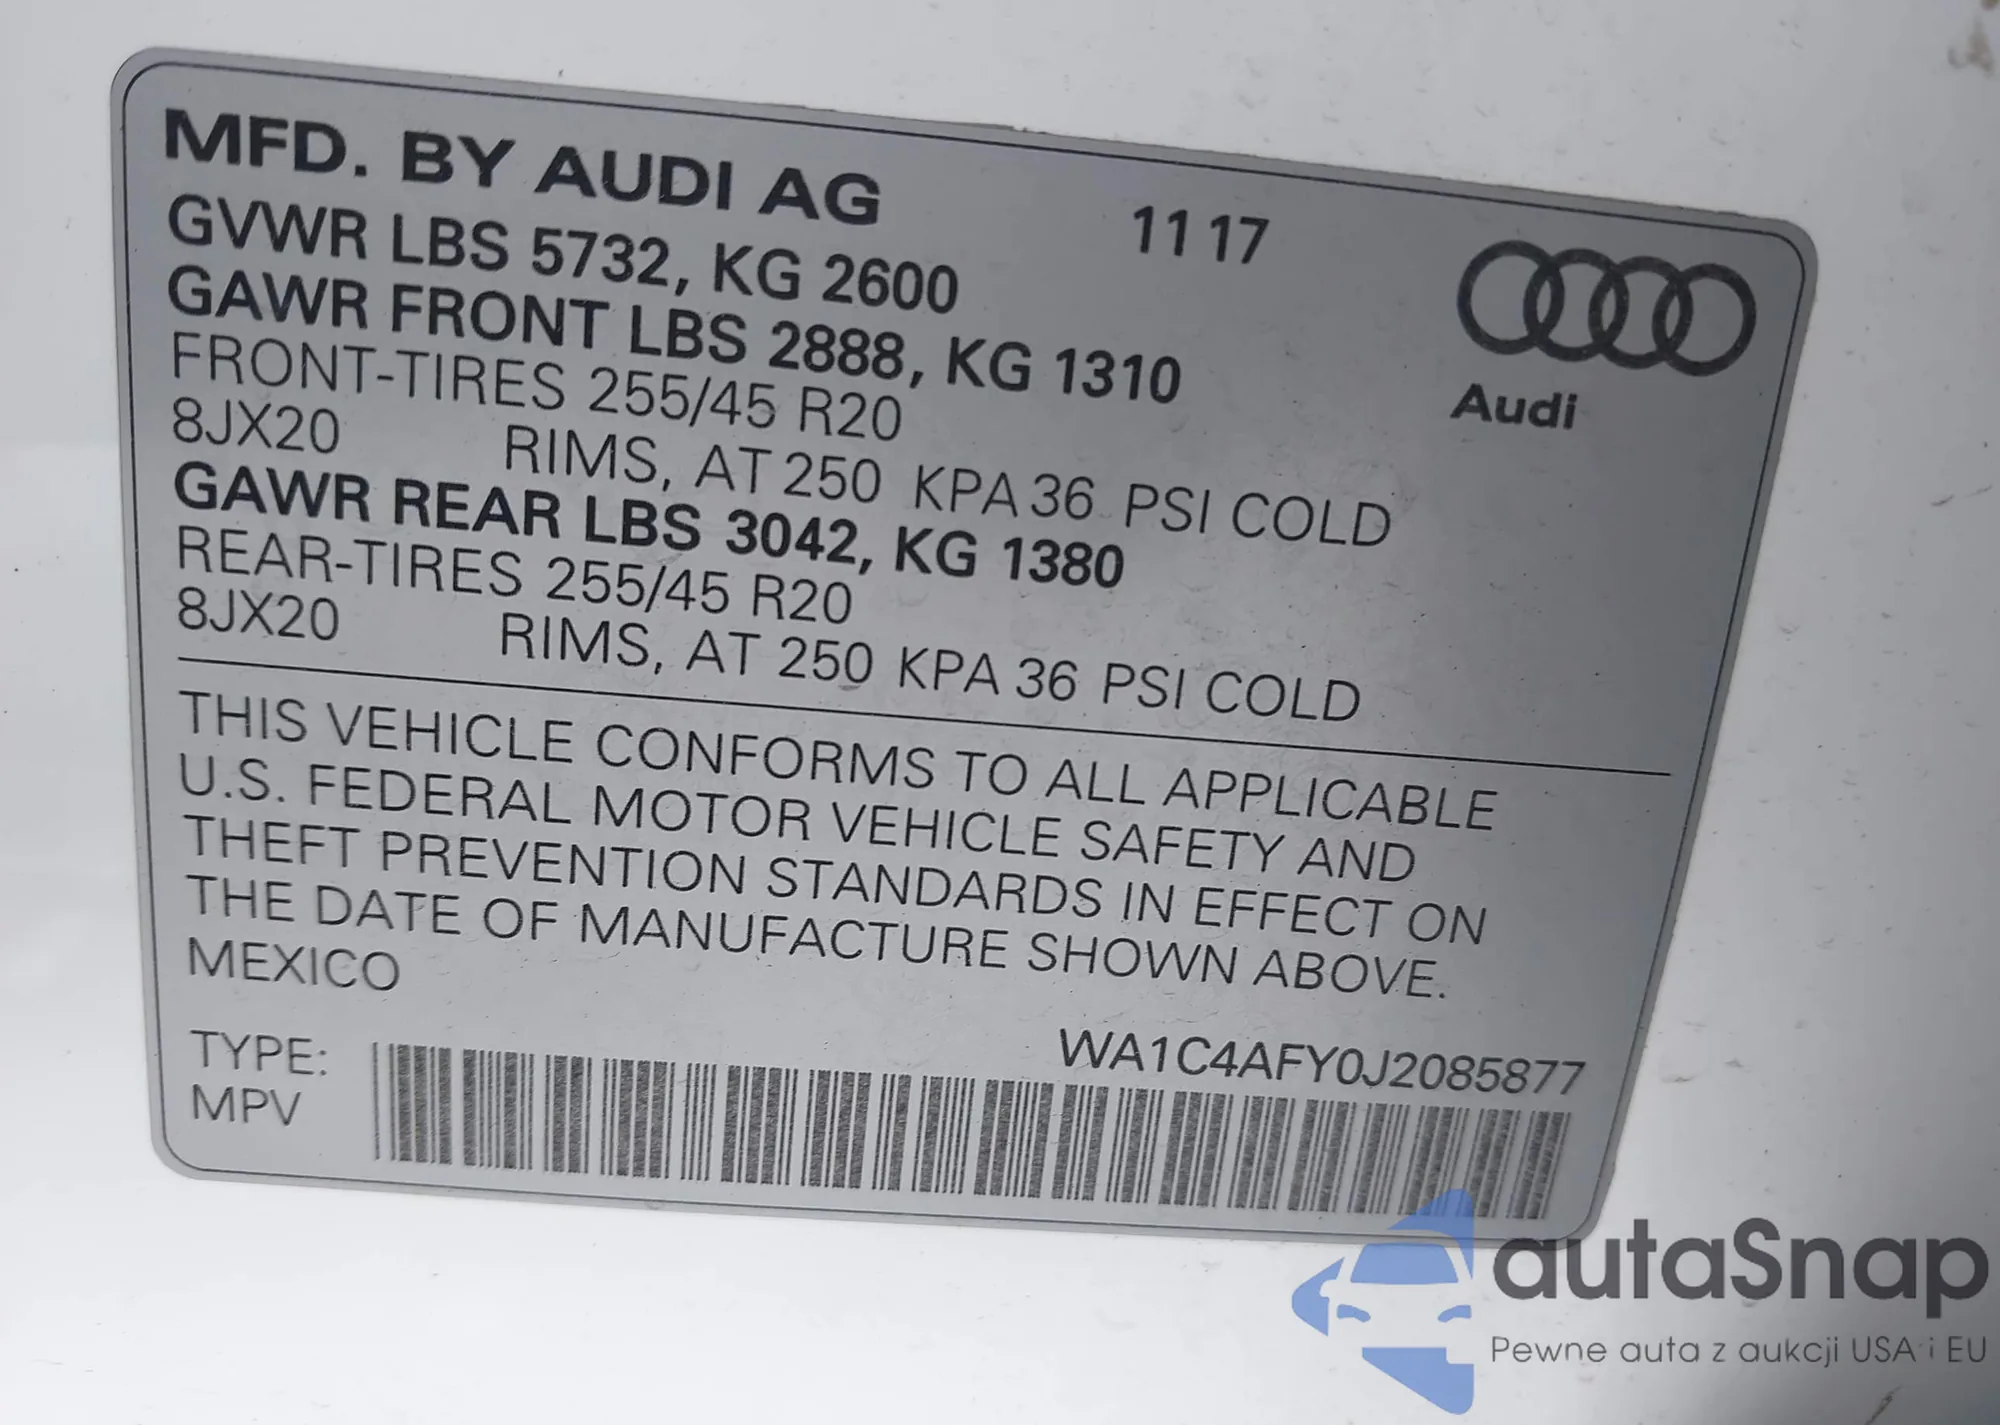 MFD. BY AUDI AG
11 17
GVWR LBS 5732, KG 2600
GAWR FRONT LBS 2888, KG 1310
FRONT-TIRES 255/45 R20
8JX20 RIMS, AT 250 KPA 36 PSI COLD
GAWR REAR LBS 3042, KG 1380
REAR-TIRES 255/45 R20
8JX20 RIMS, AT 250 KPA 36 PSI COLD
Audi
THIS VEHICLE CONFORMS TO ALL APPLICABLE
U.S. FEDERAL MOTOR VEHICLE SAFETY AND
THEFT PREVENTION STANDARDS IN EFFECT ON
THE DATE OF MANUFACTURE SHOWN ABOVE.
MEXICO
TYPE:
MPV
WA1C4AFY0J2085877
autaSnap
Pewne auta z aukcji USA i EU